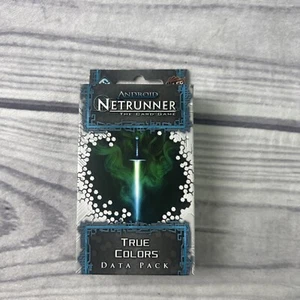 ANDROID
NETRUNNER
THE CARD GAME
TRUE
COLORS
DATA PACK